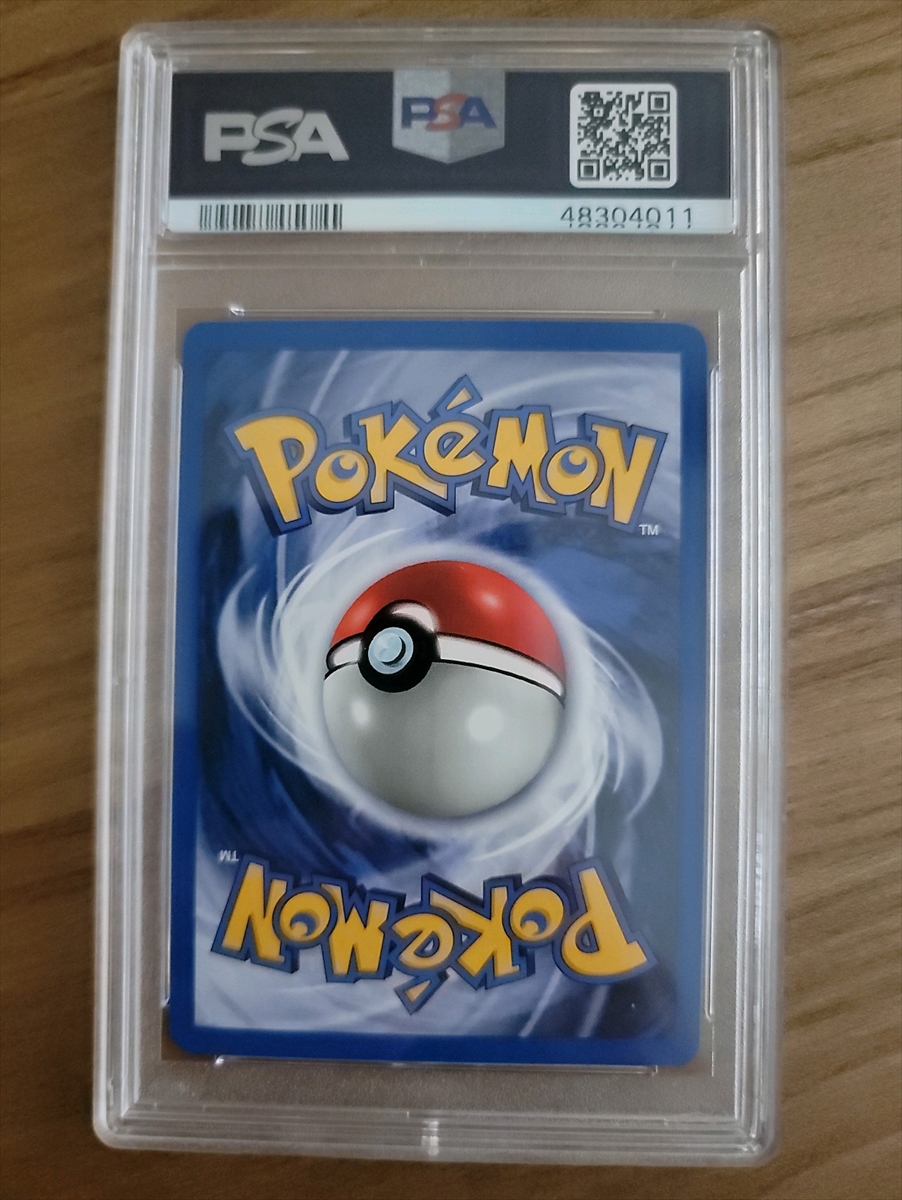 PSA PSA
48304011
POKéMON
TM
TM
POKéMON